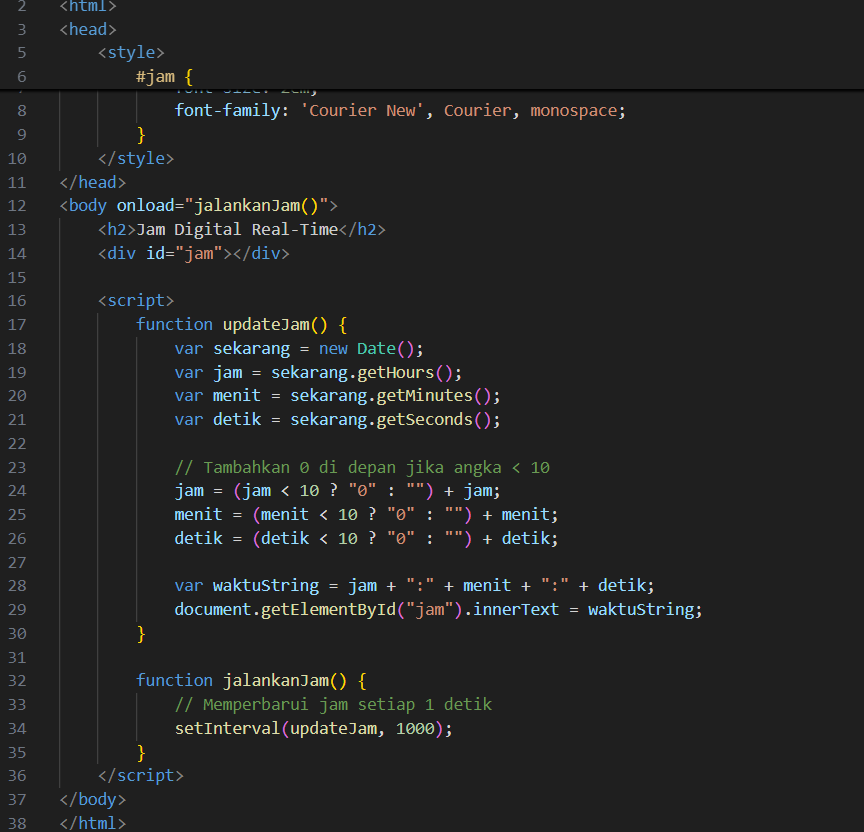 2 <html>
3 <head>
5 <style>
6 #jam {
8 font-family: 'Courier New', Courier, monospace;
9 }
10 </style>
11 </head>
12 <body onload="jalankanJam()">
13 <h2>Jam Digital Real-Time</h2>
14 <div id="jam"></div>
15
16 <script>
17 function updateJam() {
18 var sekarang = new Date();
19 var jam = sekarang.getHours();
20 var menit = sekarang.getMinutes();
21 var detik = sekarang.getSeconds();
22
23 // Tambahkan 0 di depan jika angka < 10
24 jam = (jam < 10 ? "0" : "") + jam;
25 menit = (menit < 10 ? "0" : "") + menit;
26 detik = (detik < 10 ? "0" : "") + detik;
27
28 var waktuString = jam + ":" + menit + ":" + detik;
29 document.getElementById("jam").innerText = waktuString;
30 }
31
32 function jalankanJam() {
33 // Memperbarui jam setiap 1 detik
34 setInterval(updateJam, 1000);
35 }
36 </script>
37 </body>
38 </html>